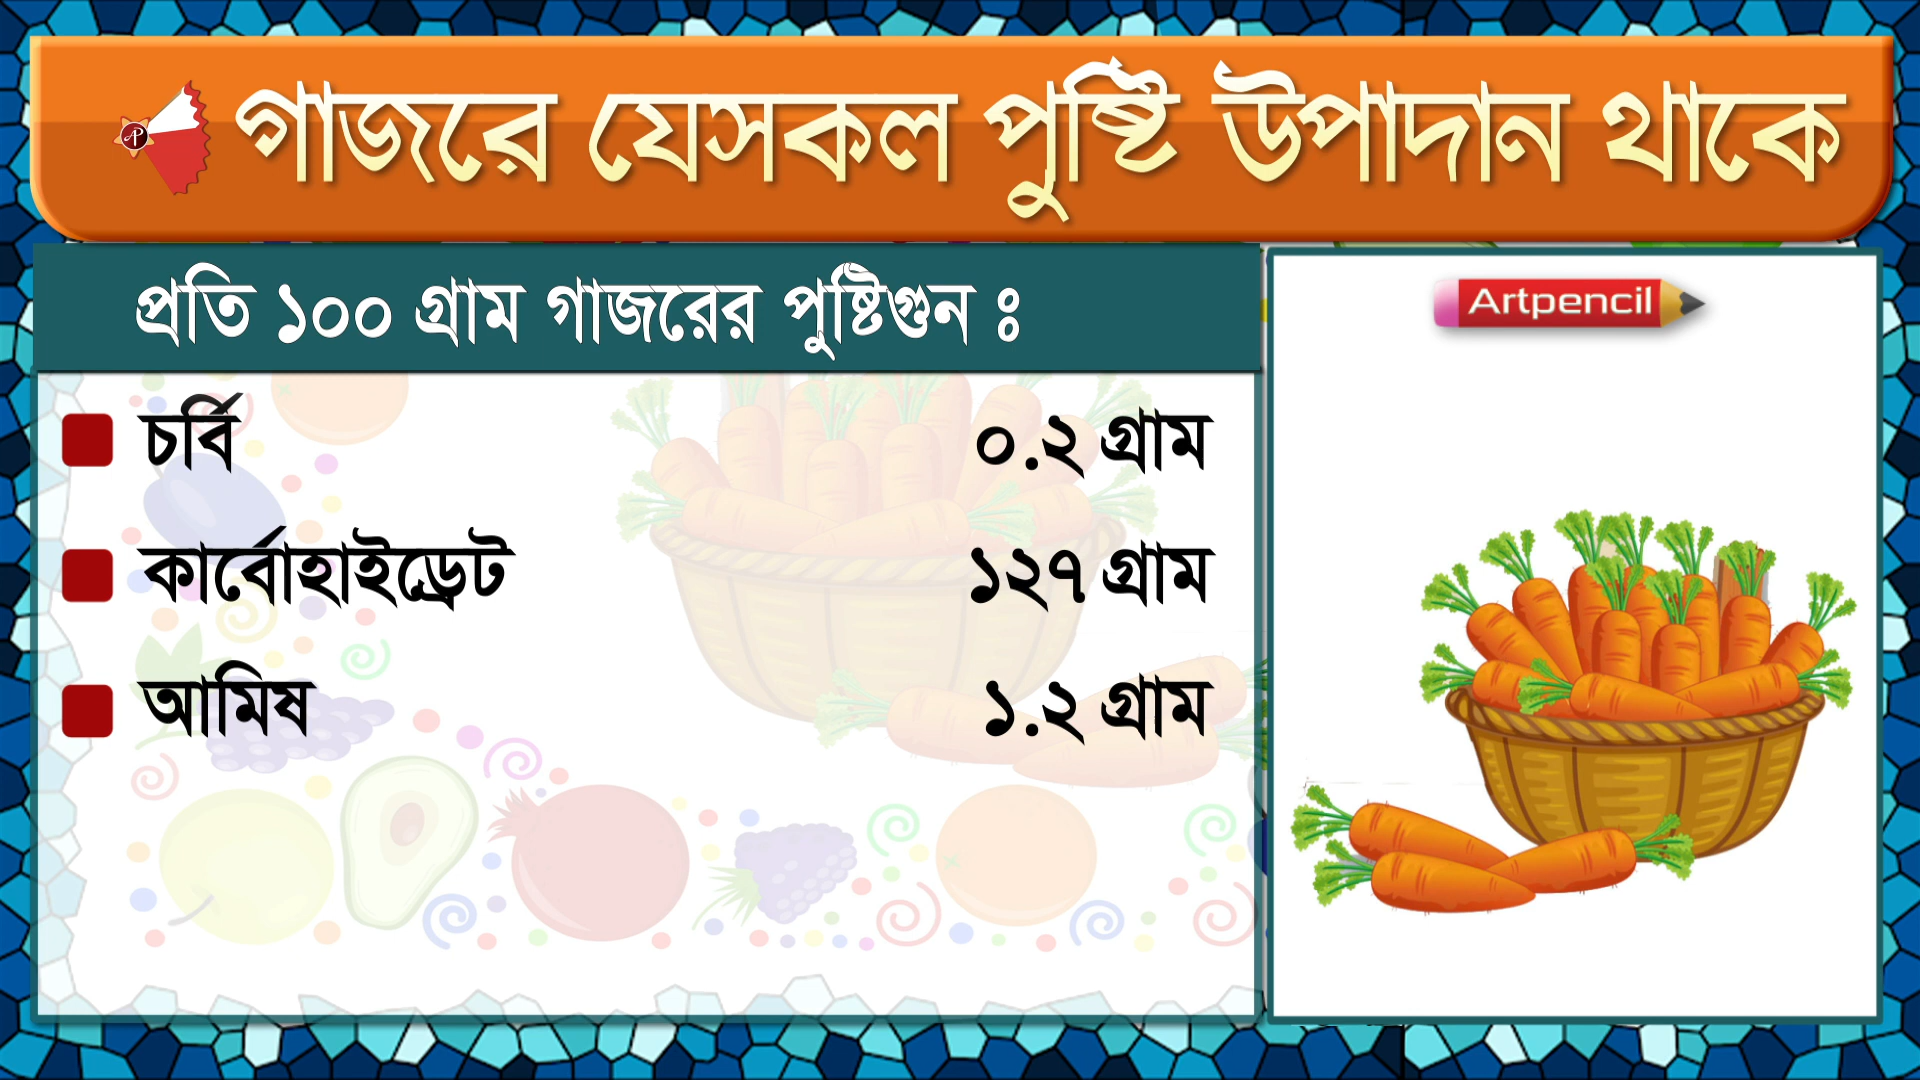 গাজরে যেসকল পুষ্টি উপাদান থাকে
প্রতি ১০০ গ্রাম গাজরের পুষ্টিগুন ঃ
Artpencil
চর্বি ০.২ গ্রাম
কার্বোহাইড্রেট ১২৭ গ্রাম
আমিষ ১.২ গ্রাম